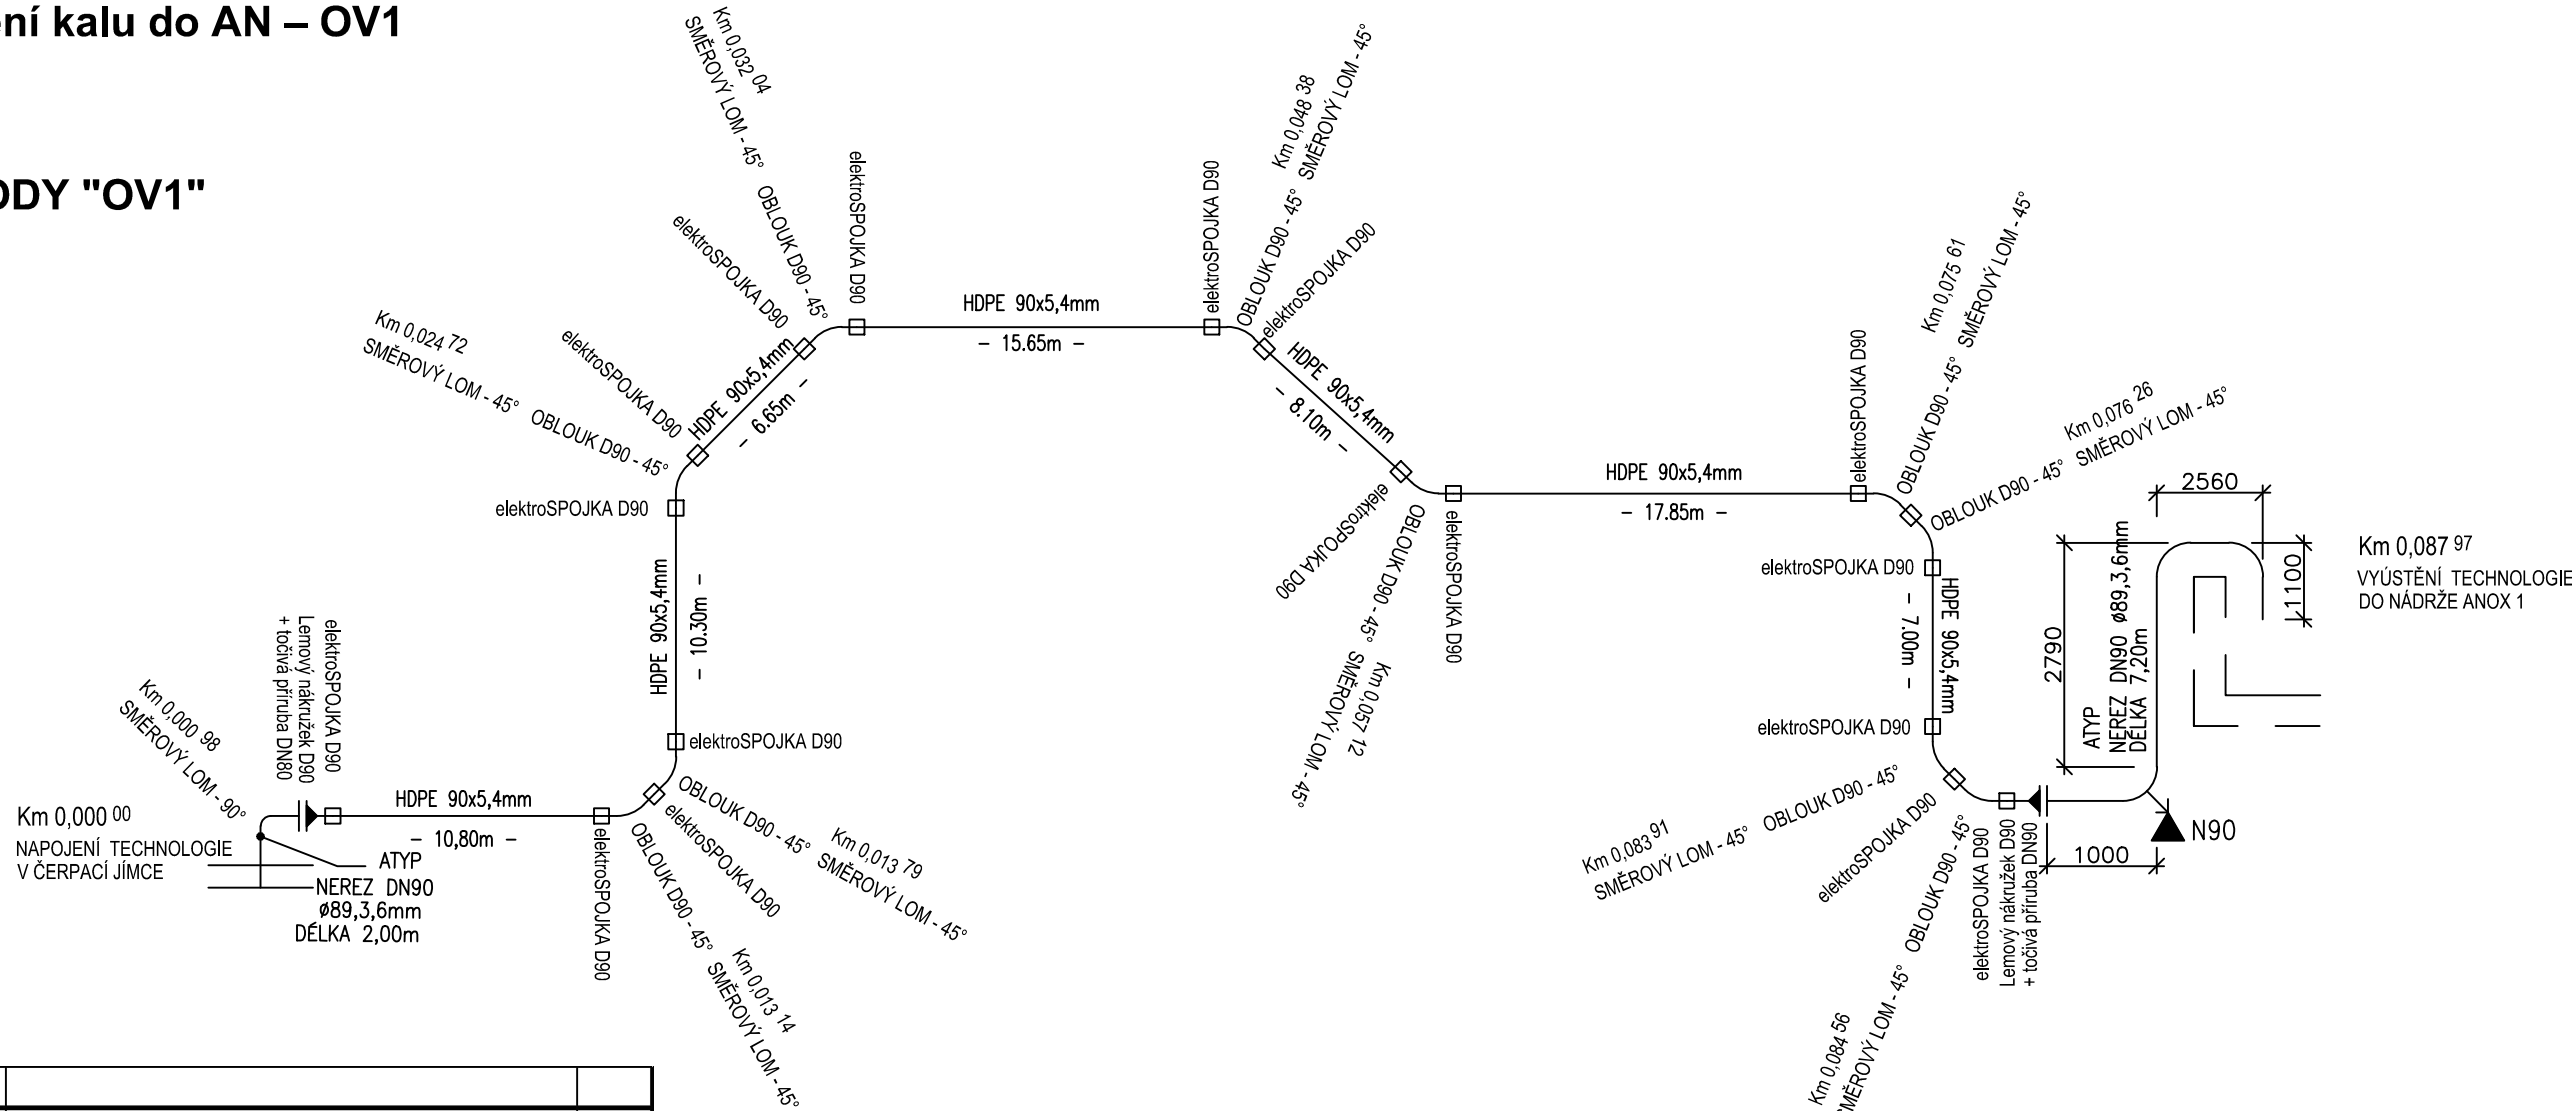 ení kalu do AN – OV1
ODY "OV1"
Km 0,000 00
NAPOJENÍ TECHNOLOGIE
V ČERPACÍ JÍMCE
Km 0,000 98
SMĚROVÝ LOM - 90°
elektroSPOJKA D90
Lemový nákružek D90
+ točivá příruba DN80
ATYP
NEREZ DN90
ø89,3,6mm
DÉLKA 2,00m
HDPE 90x5,4mm
- 10,80m -
elektroSPOJKA D90
OBLOUK D90 - 45° SMĚROVÝ LOM - 45°
Km 0,013 14
elektroSPOJKA D90
OBLOUK D90 - 45° SMĚROVÝ LOM - 45°
Km 0,013 79
elektroSPOJKA D90
HDPE 90x5,4mm
- 10.30m -
elektroSPOJKA D90
Km 0,024 72
SMĚROVÝ LOM - 45° OBLOUK D90 - 45°
elektroSPOJKA D90
HDPE 90x5,4mm
- 6.65m -
elektroSPOJKA D90
Km 0,032 04
SMĚROVÝ LOM - 45° OBLOUK D90 - 45°
elektroSPOJKA D90
HDPE 90x5,4mm
- 15.65m -
elektroSPOJKA D90
Km 0,048 38
OBLOUK D90 - 45° SMĚROVÝ LOM - 45°
elektroSPOJKA D90
HDPE 90x5,4mm
- 8.10m -
elektroSPOJKA D90
OBLOUK D90 - 45° SMĚROVÝ LOM - 45°
Km 0,057 12
elektroSPOJKA D90
HDPE 90x5,4mm
- 17.85m -
elektroSPOJKA D90
Km 0,075 61
OBLOUK D90 - 45° SMĚROVÝ LOM - 45°
Km 0,076 26
OBLOUK D90 - 45° SMĚROVÝ LOM - 45°
elektroSPOJKA D90
HDPE 90x5,4mm
- 7.00m -
elektroSPOJKA D90
Km 0,083 91
SMĚROVÝ LOM - 45° OBLOUK D90 - 45°
elektroSPOJKA D90
Km 0,084 56
SMĚROVÝ LOM - 45° OBLOUK D90 - 45°
elektroSPOJKA D90
Lemový nákružek D90
+ točivá příruba DN90
1000
N90
ATYP
NEREZ DN90 ø89,3,6mm
DÉLKA 7,20m
2790
2560
1100
Km 0,087 97
VYÚSTĚNÍ TECHNOLOGIE
DO NÁDRŽE ANOX 1